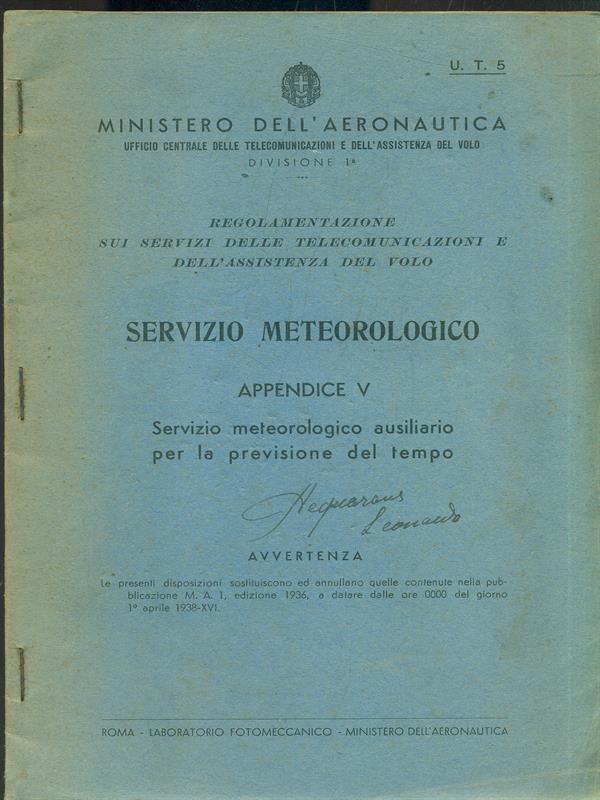 U. T. 5
MINISTERO DELL'AERONAUTICA
UFFICIO CENTRALE DELLE TELECOMUNICAZIONI E DELL'ASSISTENZA DEL VOLO
DIVISIONE 1ª
REGOLAMENTAZIONE
SUI SERVIZI DELLE TELECOMUNICAZIONI E
DELL'ASSISTENZA DEL VOLO
SERVIZIO METEOROLOGICO
APPENDICE V
Servizio meteorologico ausiliario
per la previsione del tempo
Leonardo
AVVERTENZA
Le presenti disposizioni sostituiscono ed annullano quelle contenute nella pub-
blicazione M. A. 1, edizione 1936, a datare dalle ore 0000 del giorno
1º aprile 1938-XVI.
ROMA - LABORATORIO FOTOMECCANICO - MINISTERO DELL'AERONAUTICA